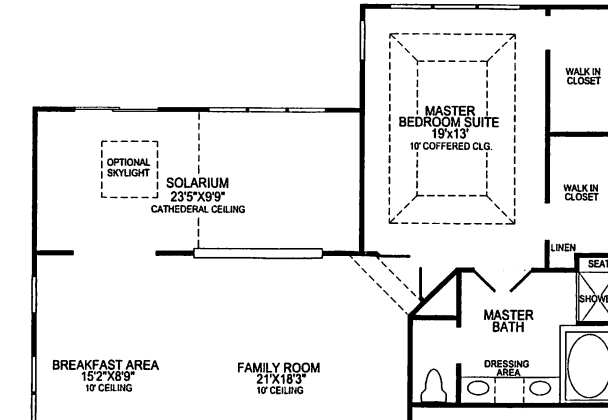 WALK IN
CLOSET
MASTER
BEDROOM SUITE
19'x13'
10' COFFERED CLG.
OPTIONAL
SKYLIGHT
SOLARIUM
23'5"X9'9"
CATHEDERAL CEILING
WALK IN
CLOSET
LINEN
SEAT
SHOWE
MASTER
BATH
DRESSING
AREA
BREAKFAST AREA
15'2"X8'9"
10' CEILING
FAMILY ROOM
21'X18'3"
10' CEILING